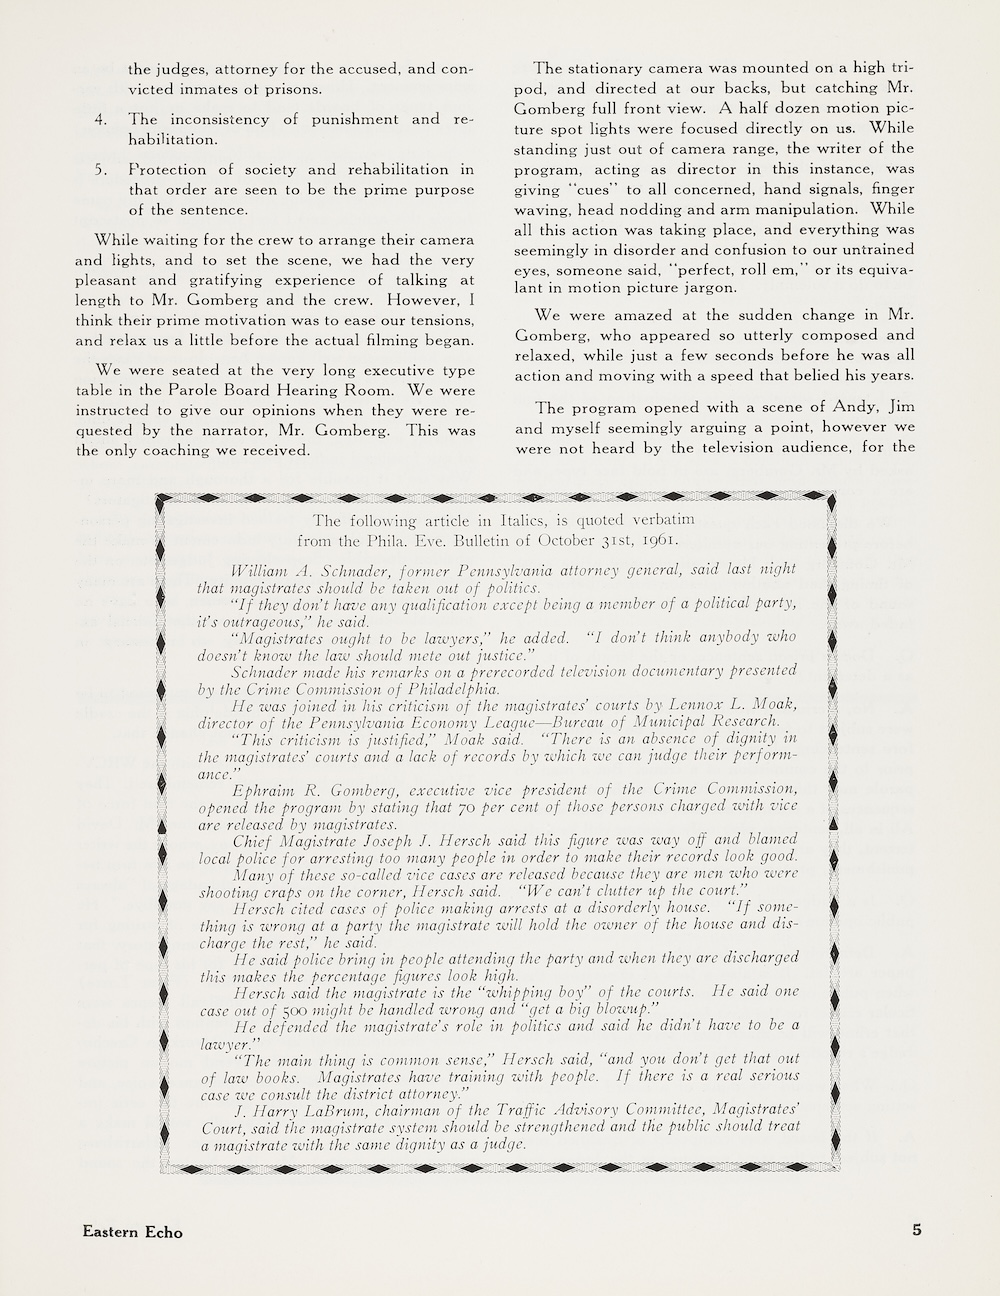 the judges, attorney for the accused, and con-
victed inmates of prisons.
4. The inconsistency of punishment and re-
habilitation.
5. Protection of society and rehabilitation in
that order are seen to be the prime purpose
of the sentence.
While waiting for the crew to arrange their camera
and lights, and to set the scene, we had the very
pleasant and gratifying experience of talking at
length to Mr. Gomberg and the crew. However, I
think their prime motivation was to ease our tensions,
and relax us a little before the actual filming began.
We were seated at the very long executive type
table in the Parole Board Hearing Room. We were
instructed to give our opinions when they were re-
quested by the narrator, Mr. Gomberg. This was
the only coaching we received.
The stationary camera was mounted on a high tri-
pod, and directed at our backs, but catching Mr.
Gomberg full front view. A half dozen motion pic-
ture spot lights were focused directly on us. While
standing just out of camera range, the writer of the
program, acting as director in this instance, was
giving "cues" to all concerned, hand signals, finger
waving, head nodding and arm manipulation. While
all this action was taking place, and everything was
seemingly in disorder and confusion to our untrained
eyes, someone said, "perfect, roll em," or its equiva-
lant in motion picture jargon.
We were amazed at the sudden change in Mr.
Gomberg, who appeared so utterly composed and
relaxed, while just a few seconds before he was all
action and moving with a speed that belied his years.
The program opened with a scene of Andy, Jim
and myself seemingly arguing a point, however we
were not heard by the television audience, for the
The following article in Italics, is quoted verbatim
from the Phila. Eve. Bulletin of October 31st, 1961.
William A. Schnader, former Pennsylvania attorney general, said last night
that magistrates should be taken out of politics.
"If they don't have any qualification except being a member of a political party,
it's outrageous," he said.
"Magistrates ought to be lawyers," he added. "I don't think anybody who
doesn't know the law should mete out justice."
Schnader made his remarks on a prerecorded television documentary presented
by the Crime Commission of Philadelphia.
He was joined in his criticism of the magistrates' courts by Lennox L. Moak,
director of the Pennsylvania Economy League—Bureau of Municipal Research.
"This criticism is justified," Moak said. "There is an absence of dignity in
the magistrates' courts and a lack of records by which we can judge their perform-
ance."
Ephraim R. Gomberg, executive vice president of the Crime Commission,
opened the program by stating that 70 per cent of those persons charged with vice
are released by magistrates.
Chief Magistrate Joseph J. Hersch said this figure was way off and blamed
local police for arresting too many people in order to make their records look good.
Many of these so-called vice cases are released because they are men who were
shooting craps on the corner, Hersch said. "We can't clutter up the court."
Hersch cited cases of police making arrests at a disorderly house. "If some-
thing is wrong at a party the magistrate will hold the owner of the house and dis-
charge the rest," he said.
He said police bring in people attending the party and when they are discharged
this makes the percentage figures look high.
Hersch said the magistrate is the "whipping boy" of the courts. He said one
case out of 500 might be handled wrong and "get a big blowup."
He defended the magistrate's role in politics and said he didn't have to be a
lawyer."
"The main thing is common sense," Hersch said, "and you don't get that out
of law books. Magistrates have training with people. If there is a real serious
case we consult the district attorney."
J. Harry LaBrum, chairman of the Traffic Advisory Committee, Magistrates'
Court, said the magistrate system should be strengthened and the public should treat
a magistrate with the same dignity as a judge.
Eastern Echo
5